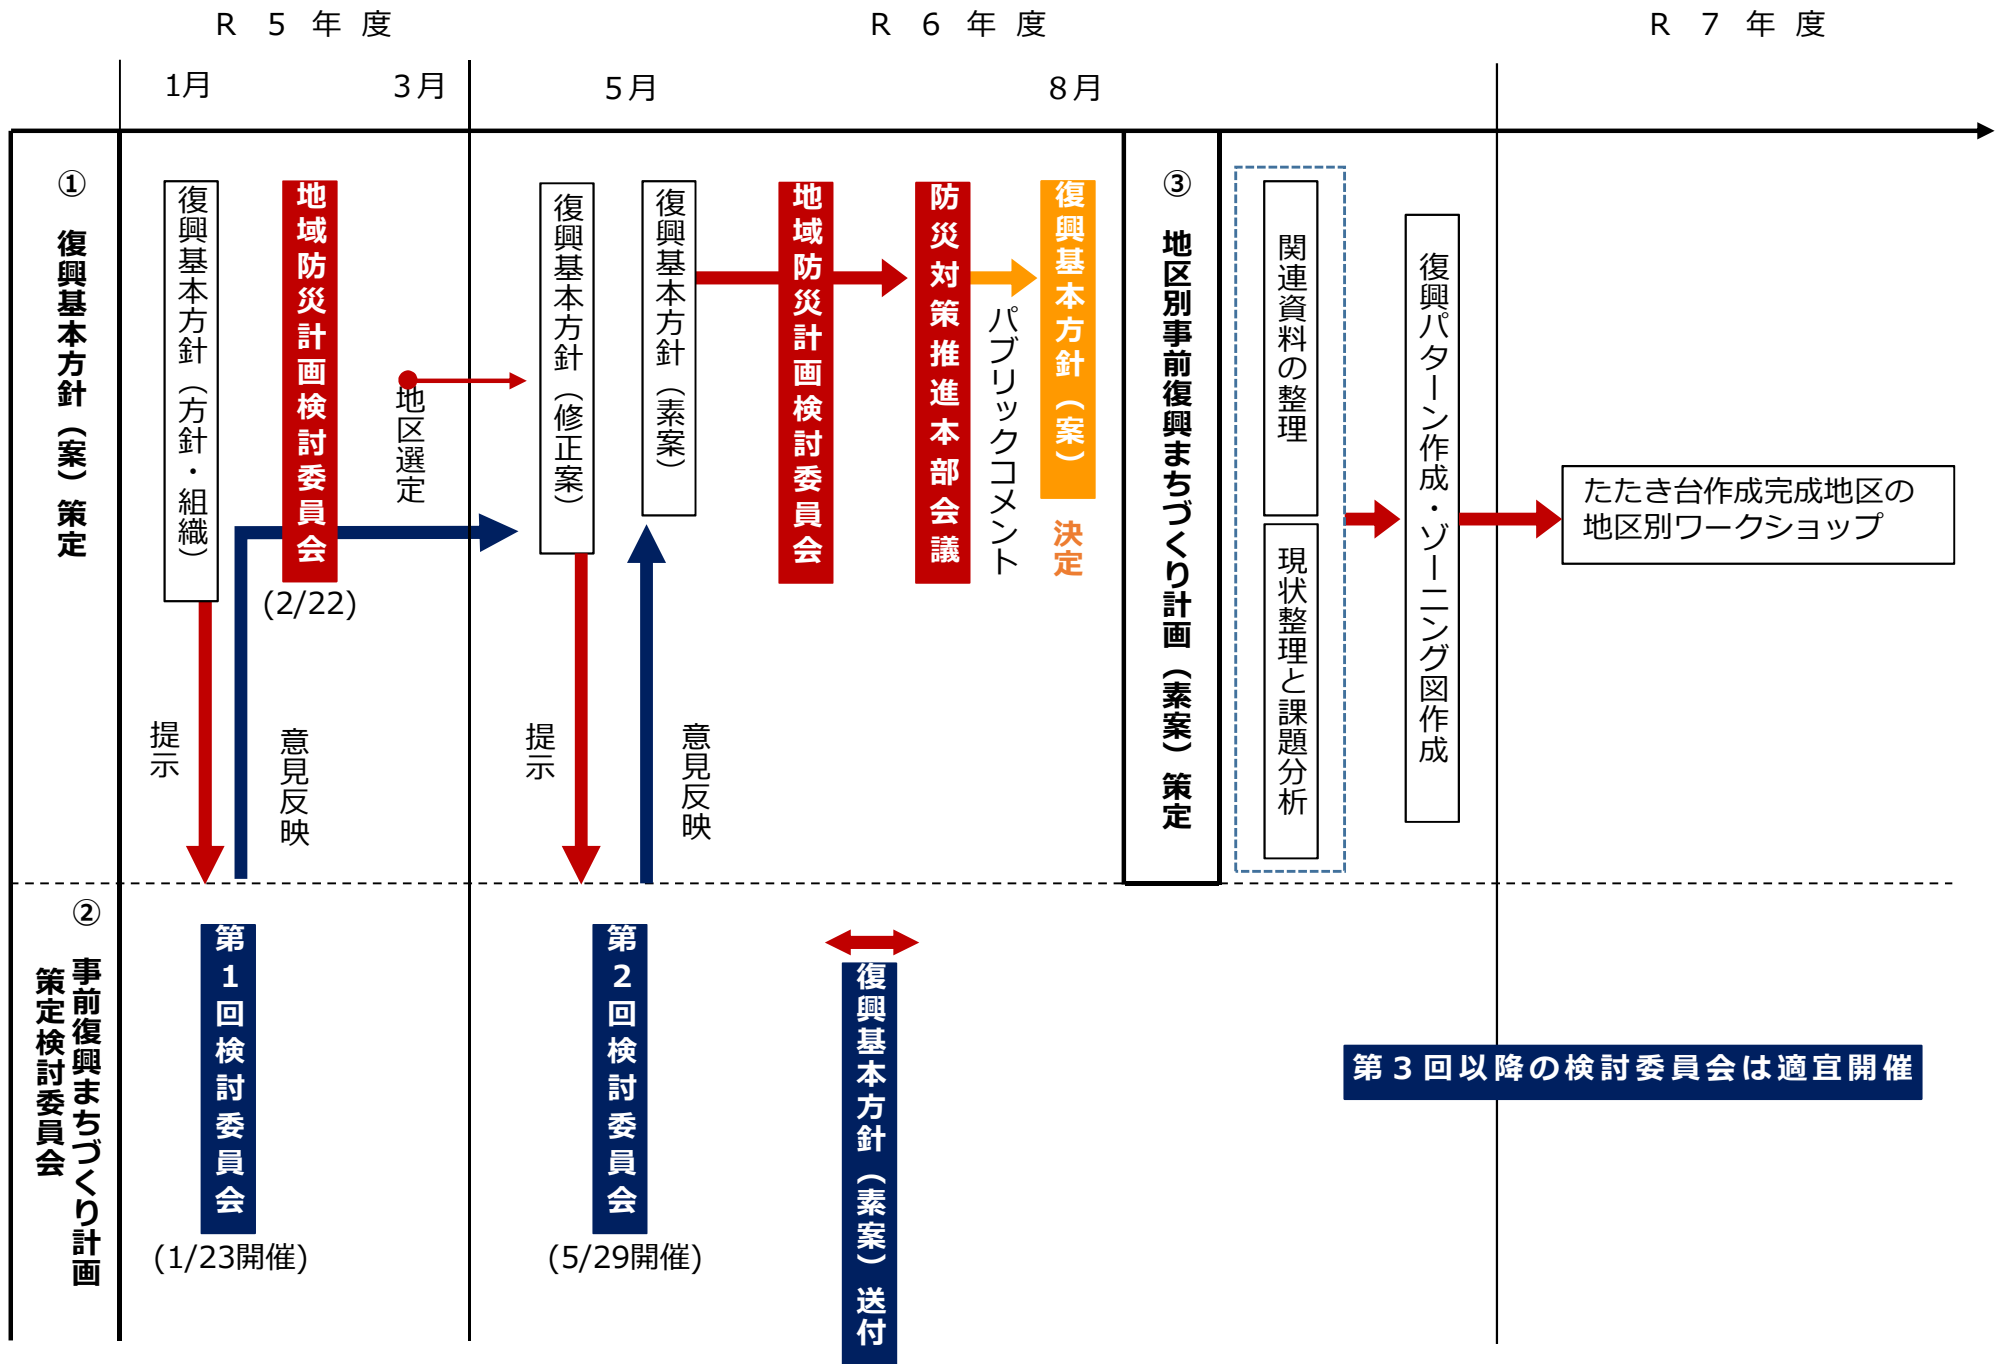 R 5 年 度
R 6 年 度
R 7 年 度
1月
3月
5月
8月
① 復興基本方針（案）策定
復興基本方針（方針・組織）
地域防災計画検討委員会
(2/22)
地区選定
復興基本方針（修正案）
復興基本方針（素案）
地域防災計画検討委員会
防災対策推進本部会議
パブリックコメント
復興基本方針（案）
決定
提示
意見反映
提示
意見反映
③ 地区別事前復興まちづくり計画（素案）策定
関連資料の整理
現状整理と課題分析
復興パターン作成・ゾーニング図作成
たたき台作成完成地区の
地区別ワークショップ
② 事前復興まちづくり計画
策定検討委員会
第1回検討委員会
(1/23開催)
第2回検討委員会
(5/29開催)
復興基本方針（素案）送付
第3回以降の検討委員会は適宜開催